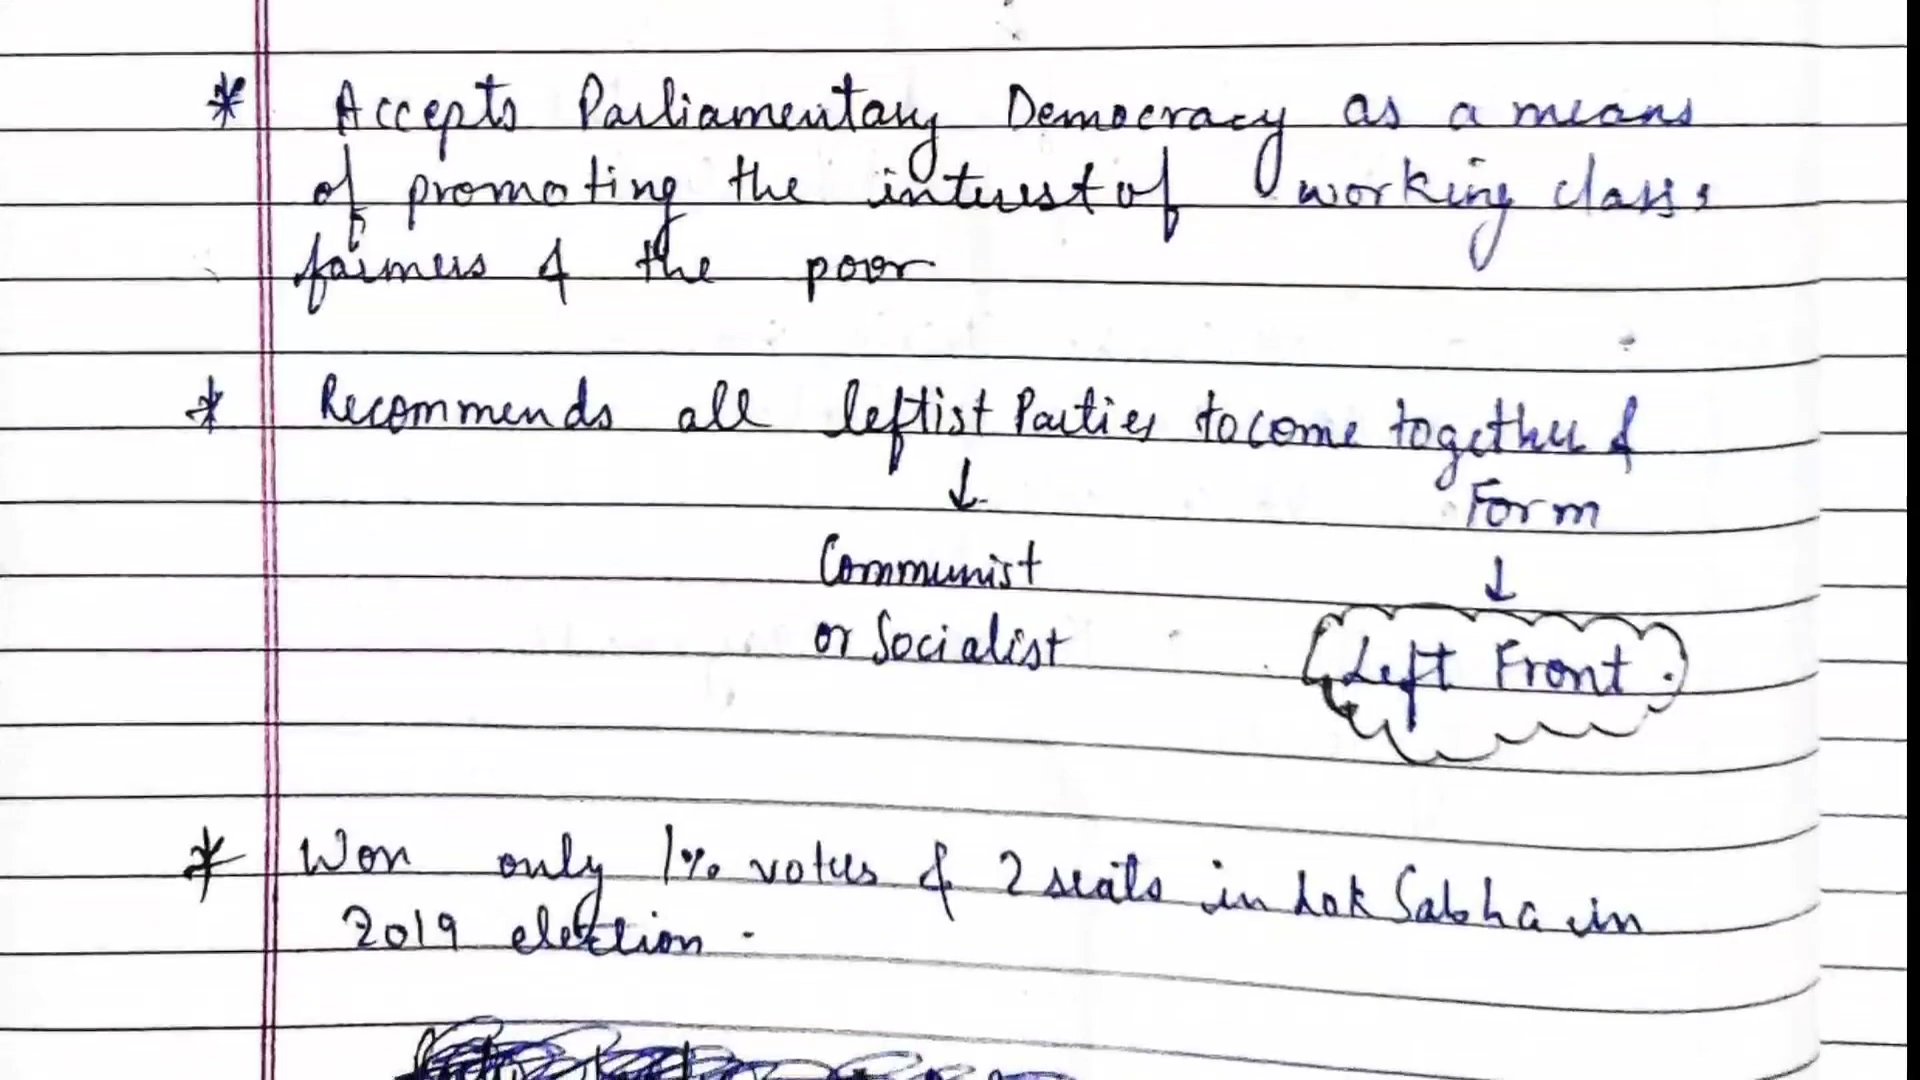 * Accepts Parliamentary Democracy as a means
of promoting the interest of working class,
farmers & the poor
* Recommends all leftist Parties to come together &
Form
↓ ↓
Communist
or Socialist
Left Front.
* Won only 1% votes & 2 seats in Lok Sabha in
2019 election.